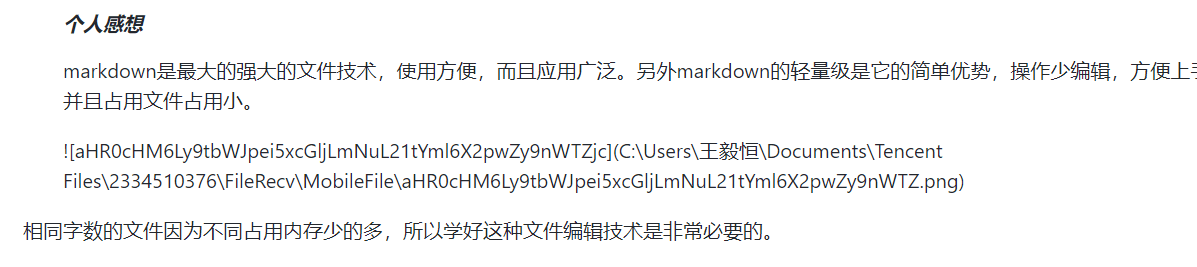 个人感想
markdown是最大的强大的文件技术，使用方便，而且应用广泛。另外markdown的轻量级是它的简单优势，操作少编辑，方便上手
并且占用文件占用小。
![aHR0cHM6Ly9tbWJpei5xcGljLmNuL21tYml6X2pwZy9nWTZjc](C:\Users\王毅恒\Documents\Tencent
Files\2334510376\FileRecv\MobileFile\aHR0cHM6Ly9tbWJpei5xcGljLmNuL21tYml6X2pwZy9nWTZ.png)
相同字数的文件因为不同占用内存少的多，所以学好这种文件编辑技术是非常必要的。